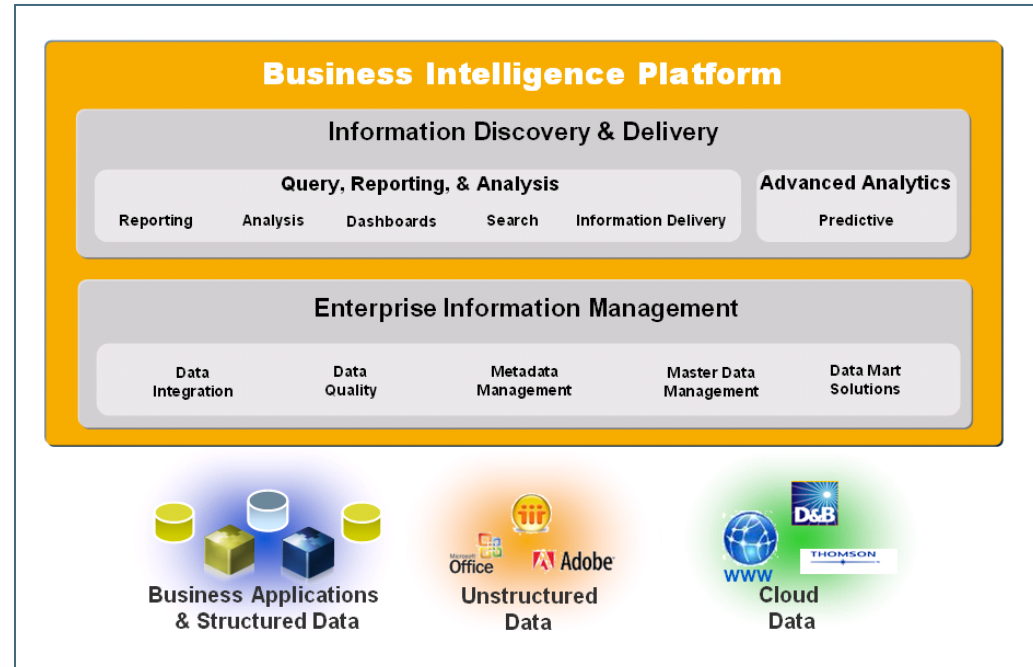 Business Intelligence Platform
Information Discovery & Delivery
Query, Reporting, & Analysis
Reporting Analysis Dashboards Search Information Delivery
Advanced Analytics
Predictive
Enterprise Information Management
Data
Integration
Data
Quality
Metadata
Management
Master Data
Management
Data Mart
Solutions
Business Applications
& Structured Data
Microsoft
Office
Adobe
Unstructured
Data
D&B
WWW
THOMSON
Cloud
Data